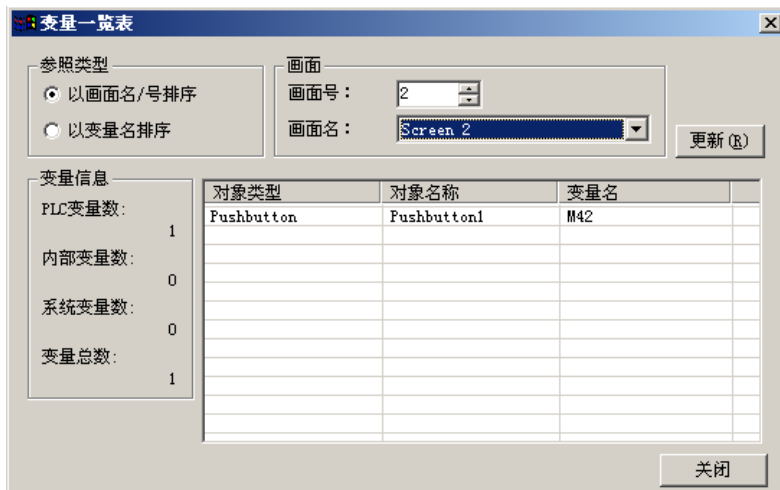 变量一览表
参照类型
以画面名/号排序
以变量名排序
画面
画面号： 2
画面名： Screen 2
更新(R)
变量信息
PLC变量数:
1
内部变量数:
0
系统变量数:
0
变量总数:
1
对象类型 对象名称 变量名
Pushbutton Pushbutton1 M42
关闭